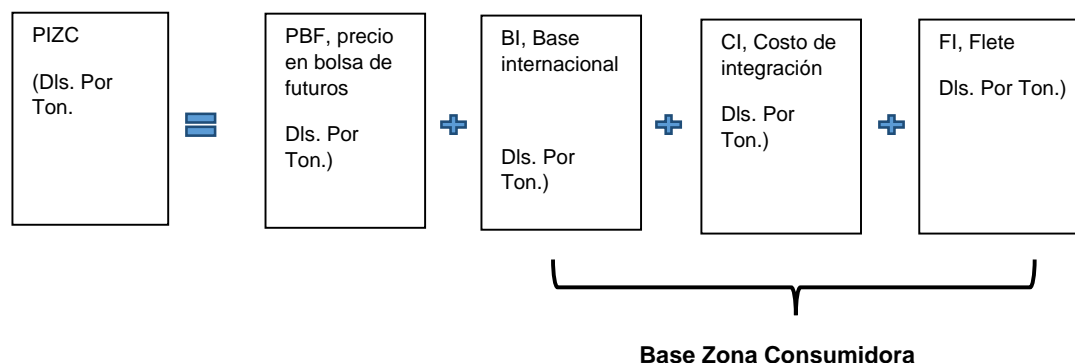 PIZC
(Dls. Por
Ton.
PBF, precio
en bolsa de
futuros
Dls. Por
Ton.)
BI, Base
internacional
Dls. Por
Ton.)
CI, Costo de
integración
Dls. Por
Ton.)
FI, Flete
Dls. Por Ton.)
Base Zona Consumidora